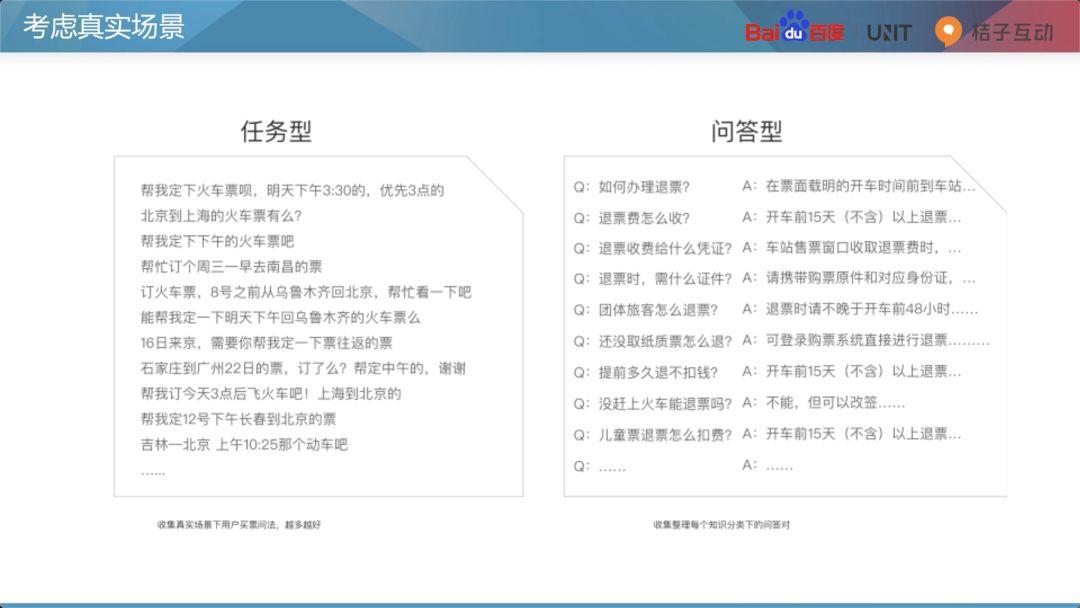 考虑真实场景
Bai du 百度 UNIT 桔子互动
任务型
帮我定下火车票呗，明天下午3:30的，优先3点的
北京到上海的火车票有么?
帮我定下下午的火车票吧
帮忙订个周三一早去南昌的票
订火车票，8号之前从乌鲁木齐回北京，帮忙看一下吧
能帮我定一下明天下午回乌鲁木齐的火车票么
16日来京，需要你帮我定一下票往返的票
石家庄到广州22日的票，订了么？帮定中午的，谢谢
帮我订今天3点后飞火车吧！上海到北京的
帮我定12号下午长春到北京的票
吉林—北京 上午10:25那个动车吧
……
收集真实场景下用户买票问法，越多越好
问答型
Q：如何办理退票？ A：在票面载明的开车时间前到车站…
Q：退票费怎么收？ A：开车前15天（不含）以上退票…
Q：退票收费给什么凭证？ A：车站售票窗口收取退票费时，…
Q：退票时，需什么证件？ A：请携带购票原件和对应身份证，…
Q：团体旅客怎么退票？ A：退票时请不晚于开车前48小时……
Q：还没取纸质票怎么退？ A：可登录购票系统直接进行退票………
Q：提前多久退不扣钱？ A：开车前15天（不含）以上退票…
Q：没赶上火车能退票吗？ A：不能，但可以改签……
Q：儿童票退票怎么扣费？ A：开车前15天（不含）以上退票…
Q：…… A：……
收集整理每个知识分类下的问答对